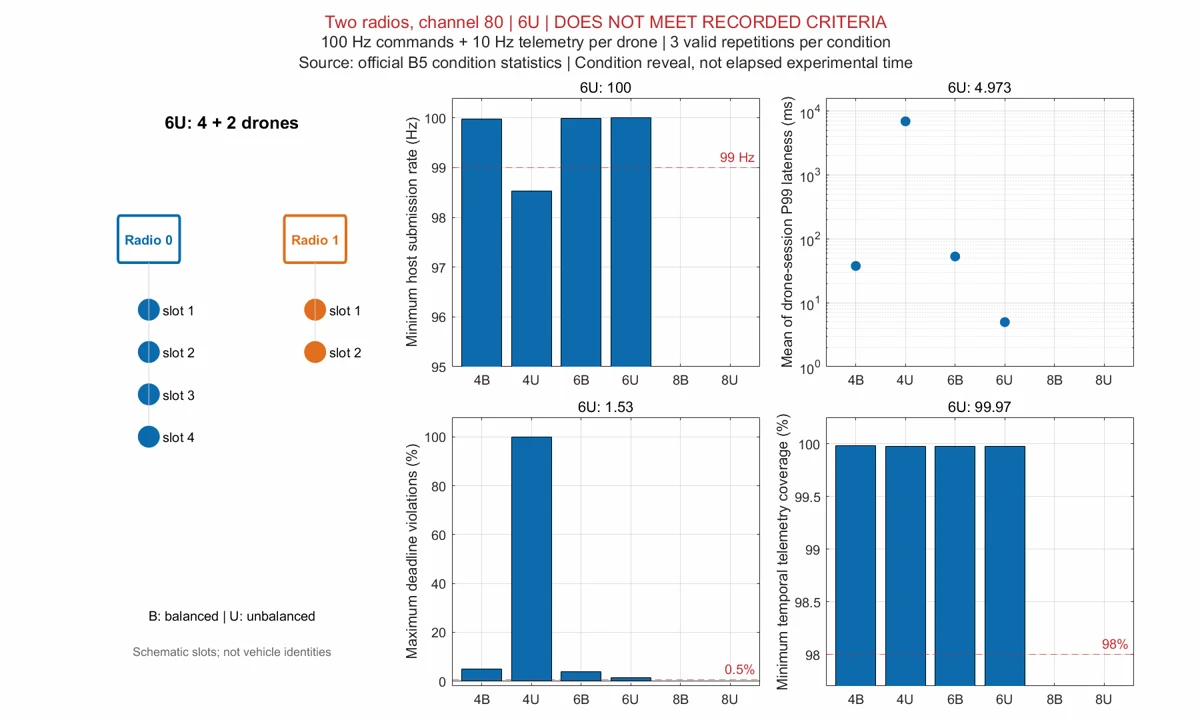 Two radios, channel 80 | 6U | DOES NOT MEET RECORDED CRITERIA
100 Hz commands + 10 Hz telemetry per drone | 3 valid repetitions per condition
Source: official B5 condition statistics | Condition reveal, not elapsed experimental time
6U: 4 + 2 drones
Radio 0
Radio 1
slot 1
slot 1
slot 2
slot 2
slot 3
slot 4
B: balanced | U: unbalanced
Schematic slots; not vehicle identities
6U: 100
Minimum host submission rate (Hz)
100
99
98
97
96
95
99 Hz
4B 4U 6B 6U 8B 8U
6U: 4.973
Mean of drone-session P99 lateness (ms)
10^4
10^3
10^2
10^1
10^0
4B 4U 6B 6U 8B 8U
6U: 1.53
Maximum deadline violations (%)
100
80
60
40
20
0
0.5%
4B 4U 6B 6U 8B 8U
6U: 99.97
Minimum temporal telemetry coverage (%)
100
99.5
99
98.5
98
98%
4B 4U 6B 6U 8B 8U